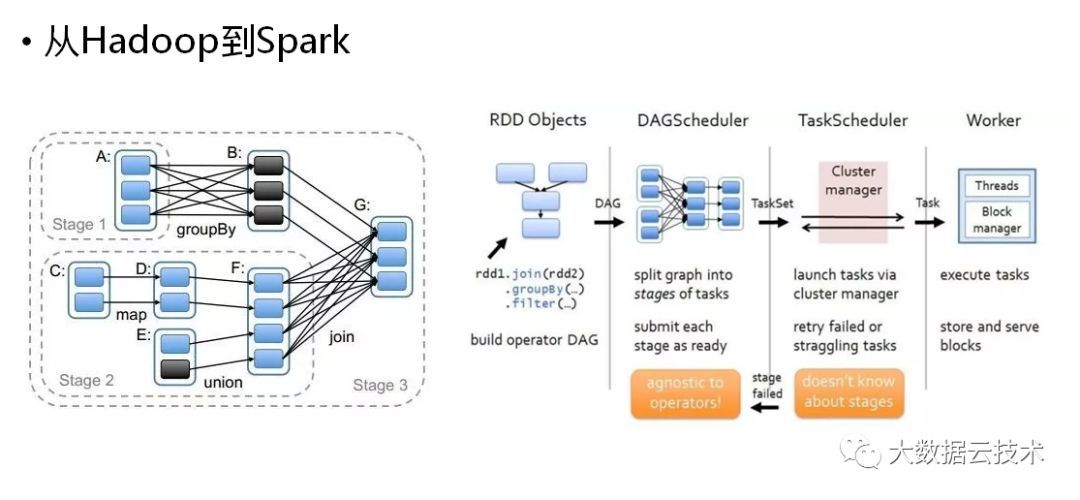 • 从Hadoop到Spark
A:
B:
G:
Stage 1
groupBy
C:
D:
F:
map
E:
join
Stage 2
union
Stage 3
RDD Objects
DAGScheduler
TaskScheduler
Worker
DAG
TaskSet
Cluster
manager
Task
Threads
Block
manager
rdd1.join(rdd2)
.groupBy(…)
.filter(…)
build operator DAG
split graph into
stages of tasks
submit each
stage as ready
launch tasks via
cluster manager
retry failed or
straggling tasks
execute tasks
store and serve
blocks
agnostic to
operators!
stage
failed
doesn't know
about stages
大数据云技术